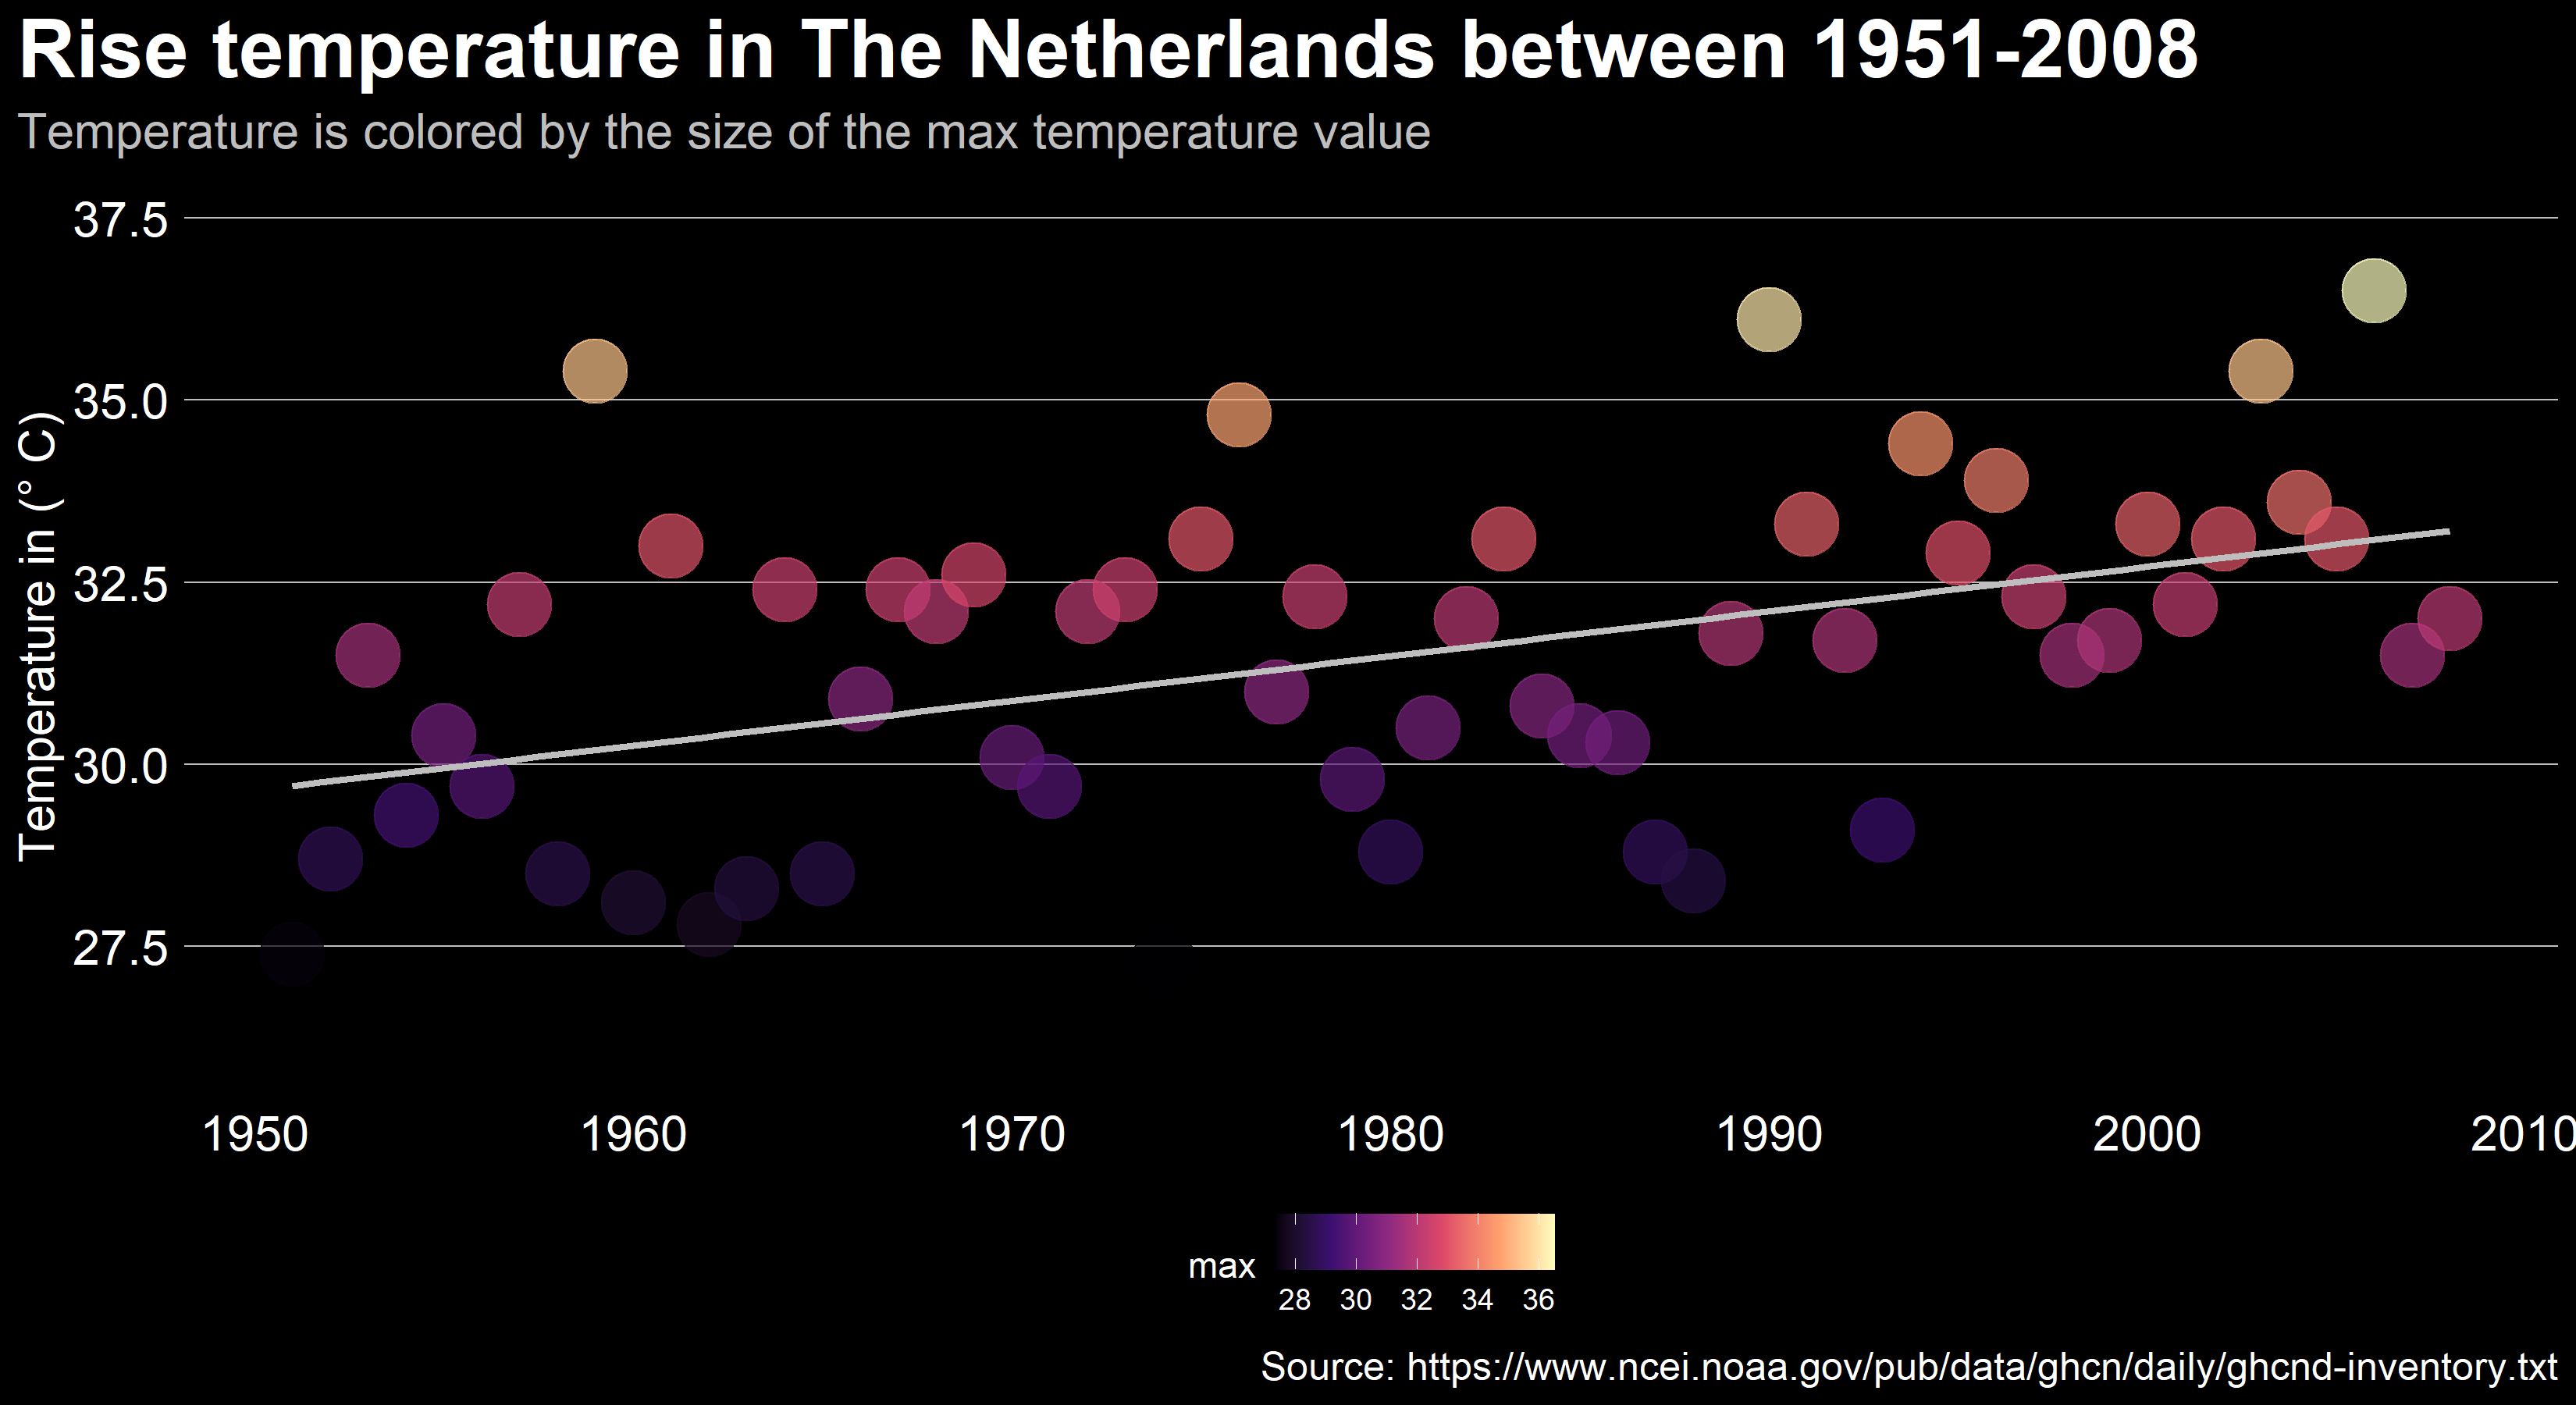 Rise temperature in The Netherlands between 1951-2008
Temperature is colored by the size of the max temperature value
Temperature in (° C)
37.5
35.0
32.5
30.0
27.5
1950 1960 1970 1980 1990 2000 2010
max
28 30 32 34 36
Source: https://www.ncei.noaa.gov/pub/data/ghcn/daily/ghcnd-inventory.txt